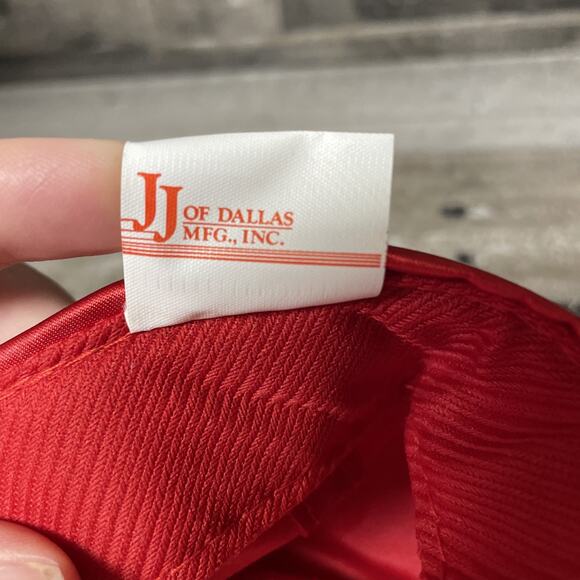 JJ OF DALLAS
MFG., INC.